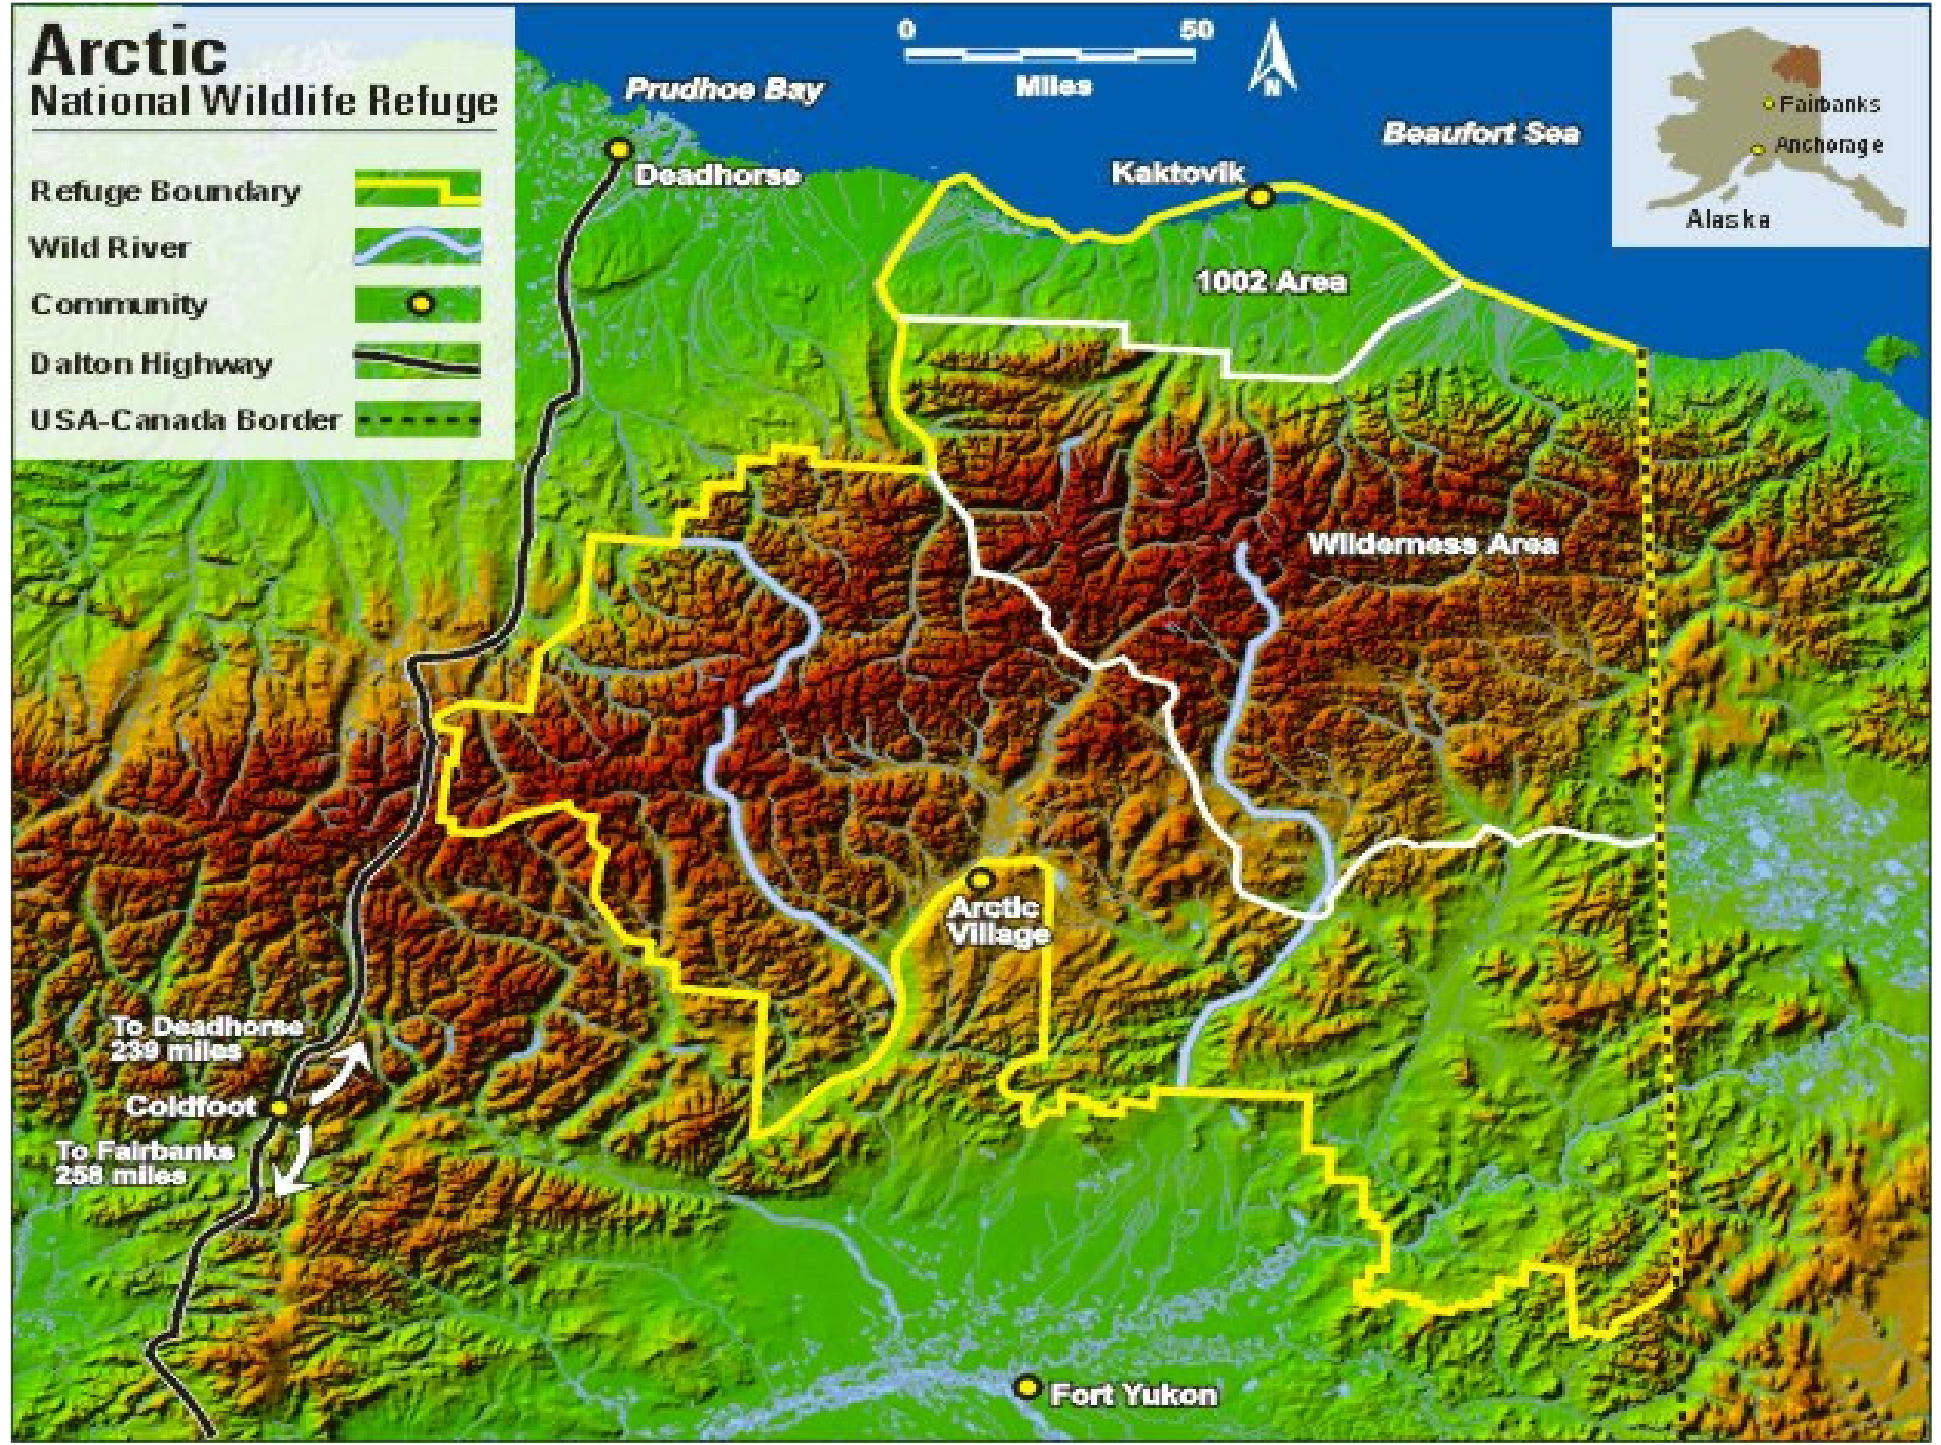 Arctic
National Wildlife Refuge
Refuge Boundary
Wild River
Community
Dalton Highway
USA-Canada Border
0 50
Miles
N
Prudhoe Bay
Beaufort Sea
Fairbanks
Anchorage
Alaska
Deadhorse
Kaktovik
1002 Area
Wilderness Area
Arctic
Village
To Deadhorse
239 miles
Coldfoot
To Fairbanks
258 miles
Fort Yukon